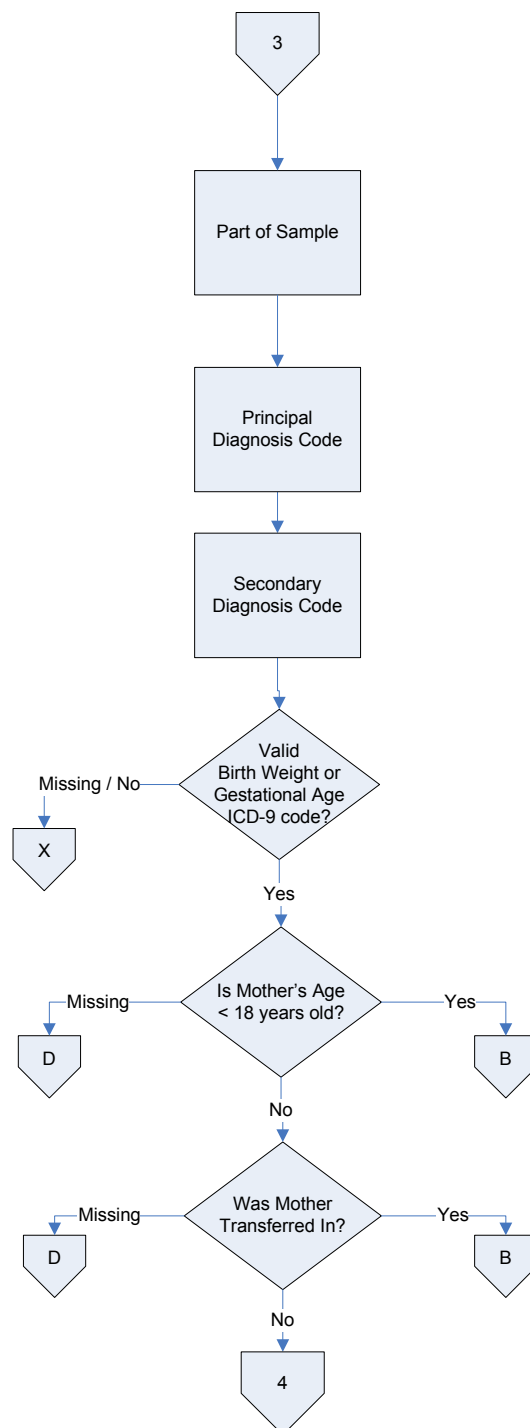 3
Part of Sample
Principal
Diagnosis Code
Secondary
Diagnosis Code
Valid
Birth Weight or
Gestational Age
ICD-9 code?
Missing / No
X
Yes
Is Mother's Age
< 18 years old?
Missing
Yes
D
B
No
Was Mother
Transferred In?
Missing
Yes
D
B
No
4